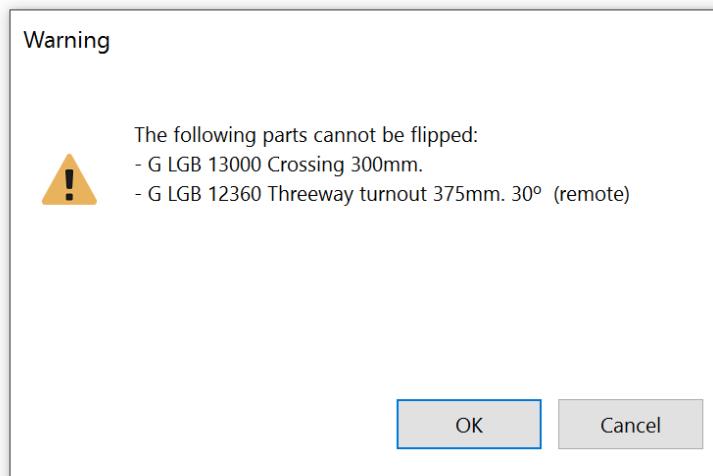 Warning
The following parts cannot be flipped:
- G LGB 13000 Crossing 300mm.
- G LGB 12360 Threeway turnout 375mm. 30º  (remote)
OK
Cancel